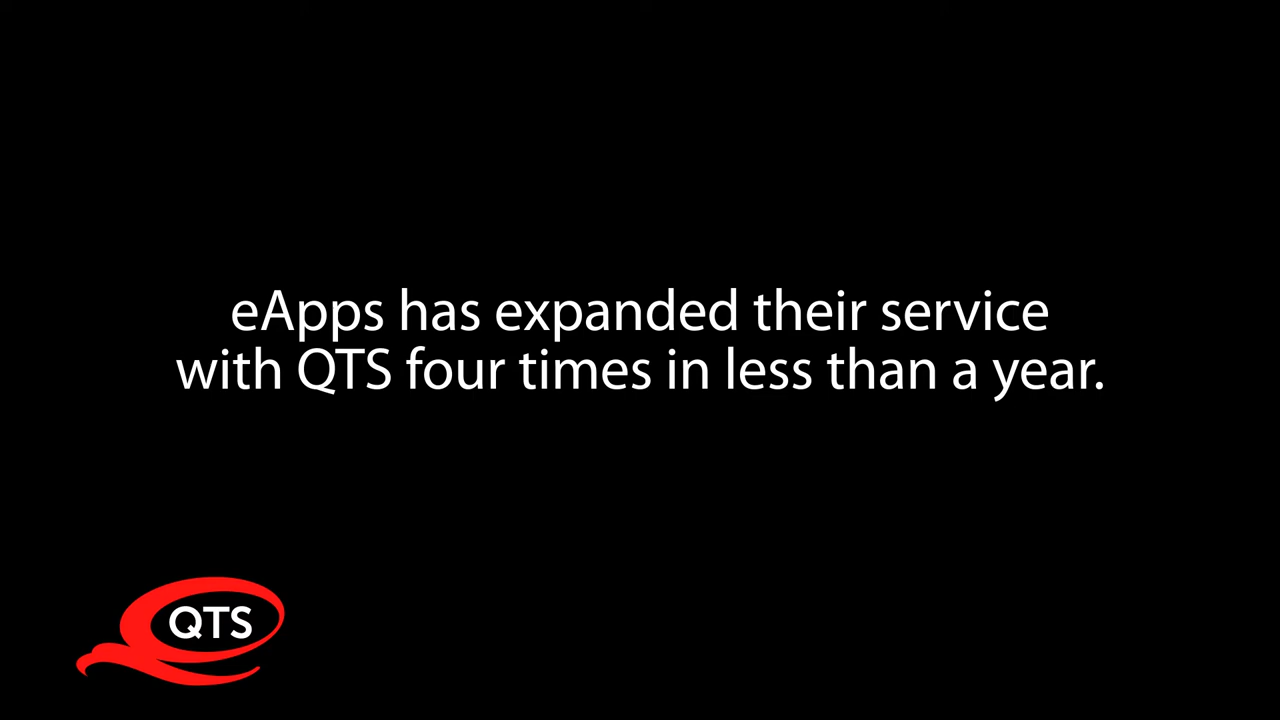 eApps has expanded their service
with QTS four times in less than a year.
QTS